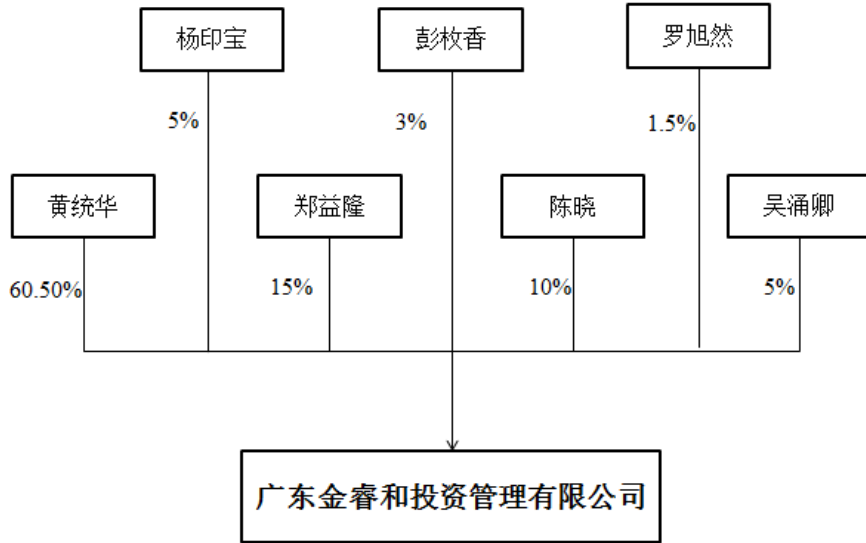 杨印宝
彭枚香
罗旭然
5%
3%
1.5%
黄统华
郑益隆
陈晓
吴涌卿
60.50%
15%
10%
5%
广东金睿和投资管理有限公司